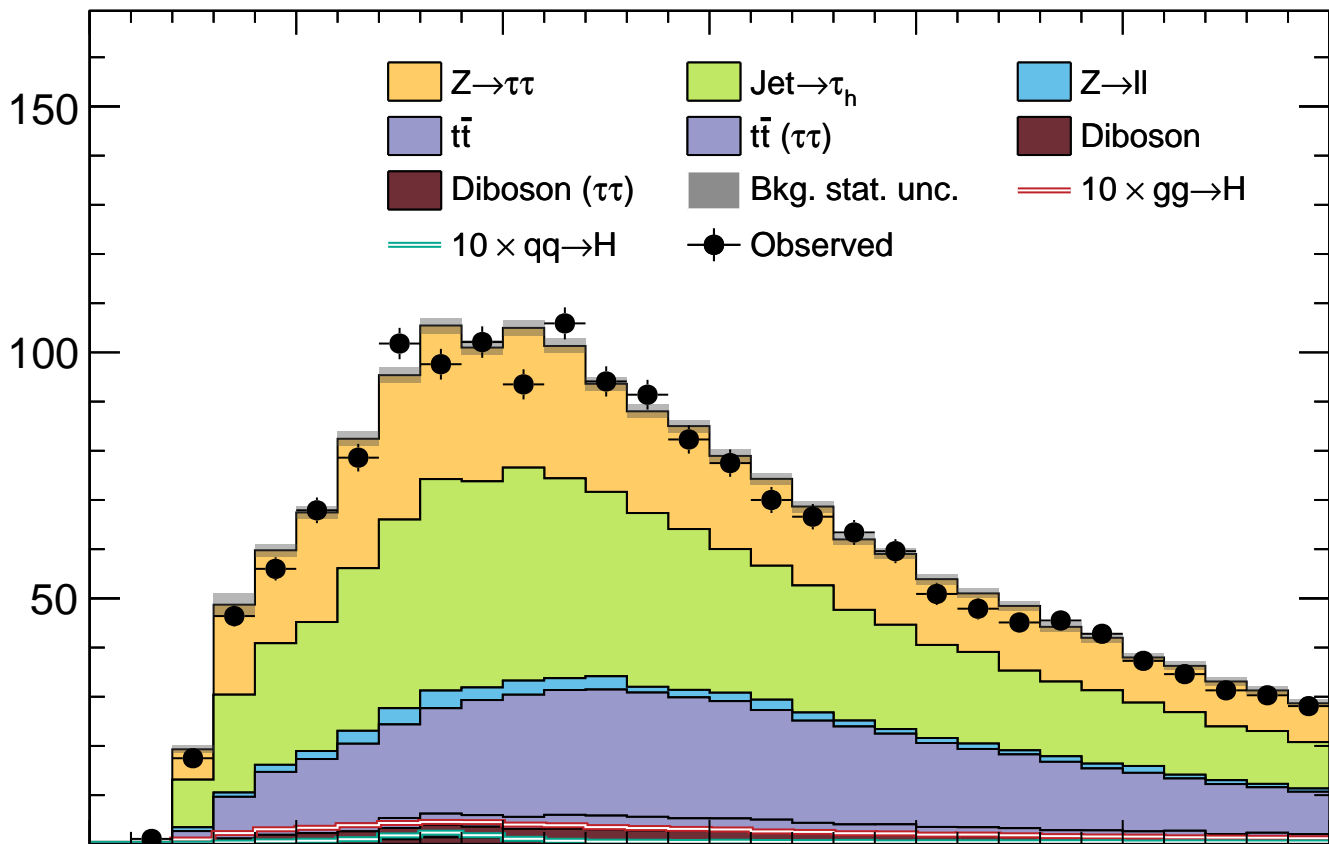 150
Z→ττ Jet→τh Z→ll
tt̄ tt̄ (ττ) Diboson
Diboson (ττ) Bkg. stat. unc. 10 × gg→H
10 × qq→H Observed
100
50